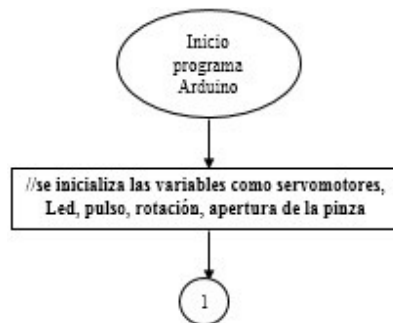 Inicio
programa
Arduino
//se inicializa las variables como servomotores,
Led, pulso, rotación, apertura de la pinza
1